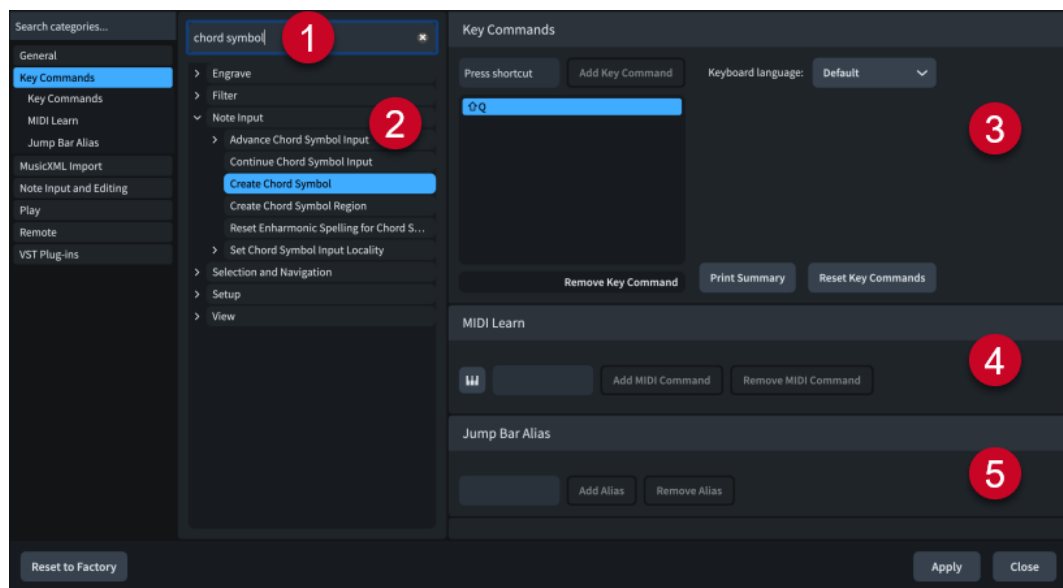 Search categories...
General
Key Commands
Key Commands
MIDI Learn
Jump Bar Alias
MusicXML Import
Note Input and Editing
Play
Remote
VST Plug-ins
chord symbol
1
Engrave
Filter
Note Input
2
Advance Chord Symbol Input
Continue Chord Symbol Input
Create Chord Symbol
Create Chord Symbol Region
Reset Enharmonic Spelling for Chord S...
Set Chord Symbol Input Locality
Selection and Navigation
Setup
View
Key Commands
Press shortcut Add Key Command Keyboard language: Default
⇧Q
3
Remove Key Command Print Summary Reset Key Commands
MIDI Learn
4
Add MIDI Command Remove MIDI Command
Jump Bar Alias
5
Add Alias Remove Alias
Reset to Factory Apply Close